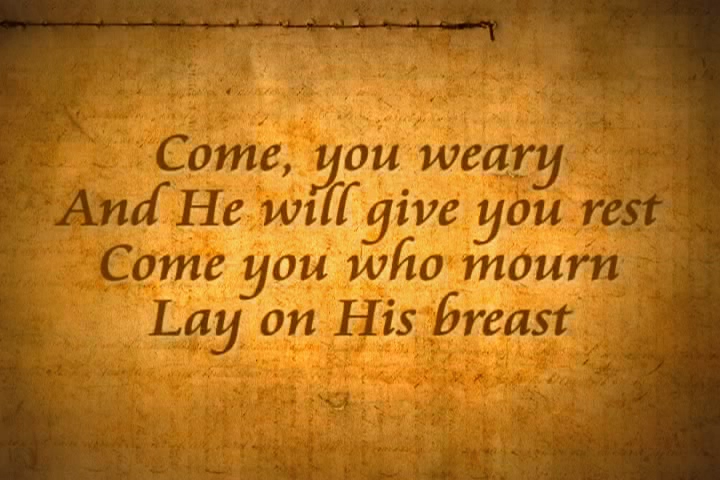 Come, you weary
And He will give you rest
Come you who mourn
Lay on His breast